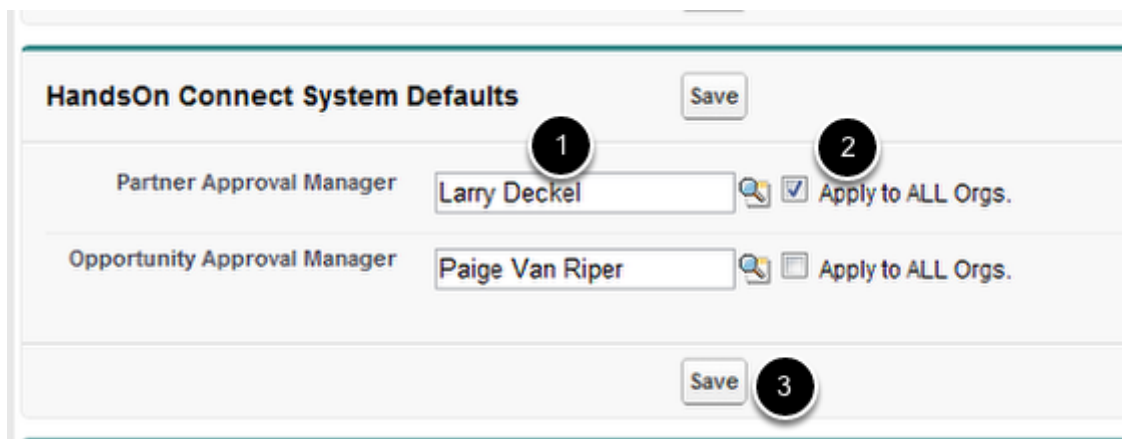 HandsOn Connect System Defaults Save
1 2
Partner Approval Manager Larry Deckel Apply to ALL Orgs.
Opportunity Approval Manager Paige Van Riper Apply to ALL Orgs.
Save 3